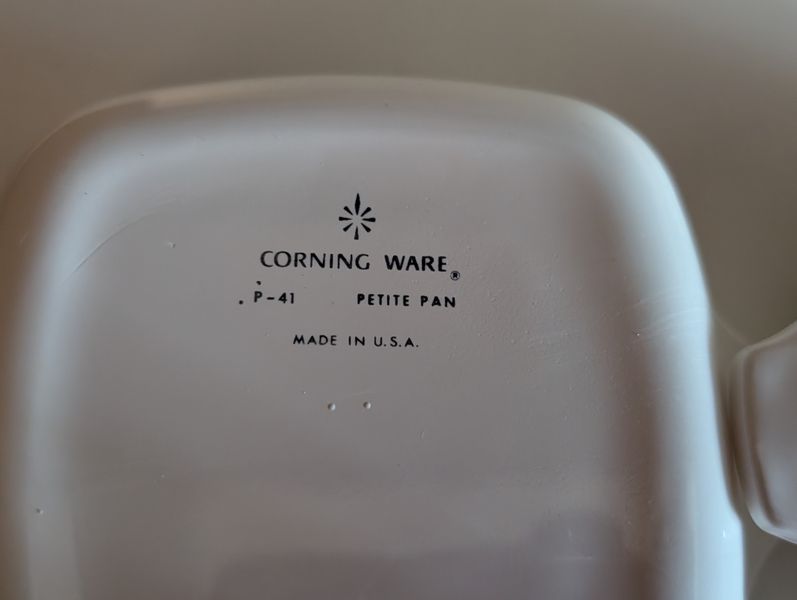 CORNING WARE®
P-41 PETITE PAN
MADE IN U.S.A.